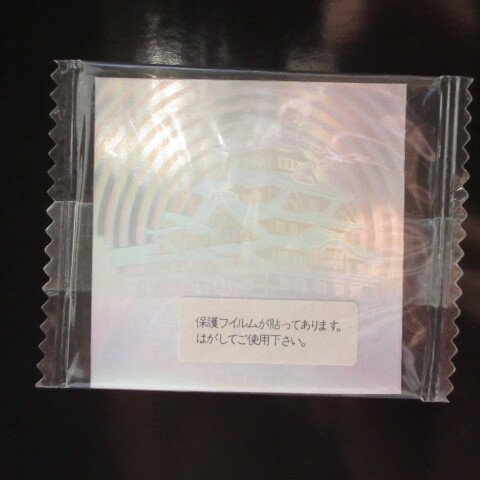 保護フイルムが貼ってあります。
はがしてご使用下さい。